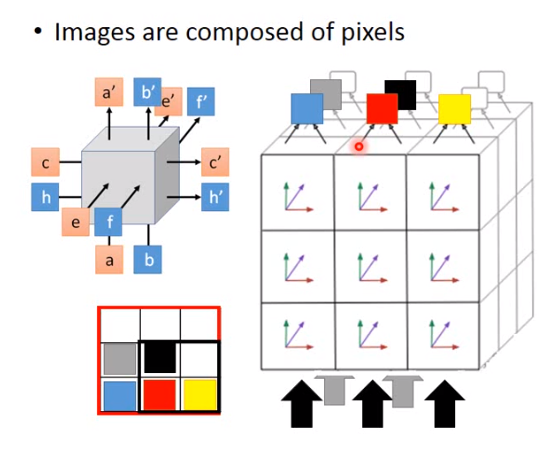 • Images are composed of pixels
a’ b’ e’ f’
c c’
h h’
e f
a b